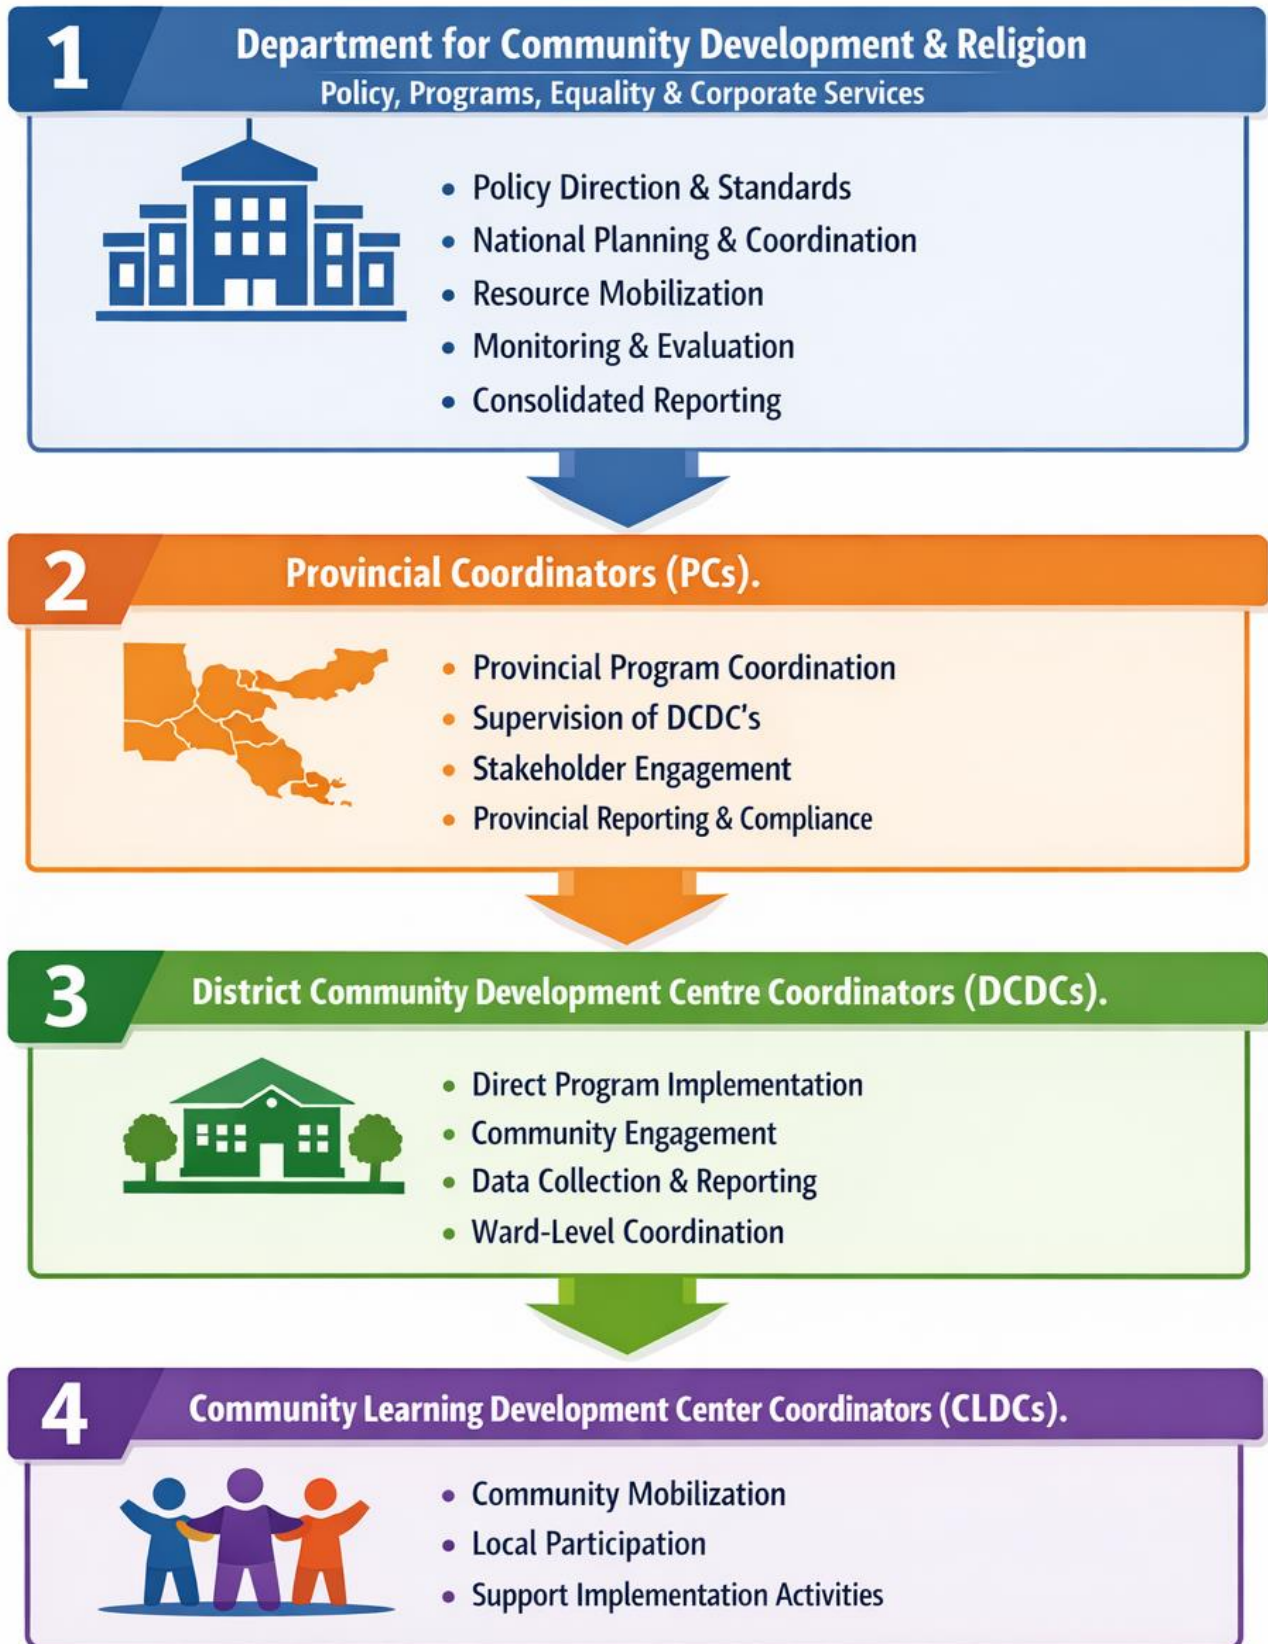 1
Department for Community Development & Religion
Policy, Programs, Equality & Corporate Services
• Policy Direction & Standards
• National Planning & Coordination
• Resource Mobilization
• Monitoring & Evaluation
• Consolidated Reporting
2
Provincial Coordinators (PCs).
• Provincial Program Coordination
• Supervision of DCDC's
• Stakeholder Engagement
• Provincial Reporting & Compliance
3
District Community Development Centre Coordinators (DCDCs).
• Direct Program Implementation
• Community Engagement
• Data Collection & Reporting
• Ward-Level Coordination
4
Community Learning Development Center Coordinators (CLDCs).
• Community Mobilization
• Local Participation
• Support Implementation Activities